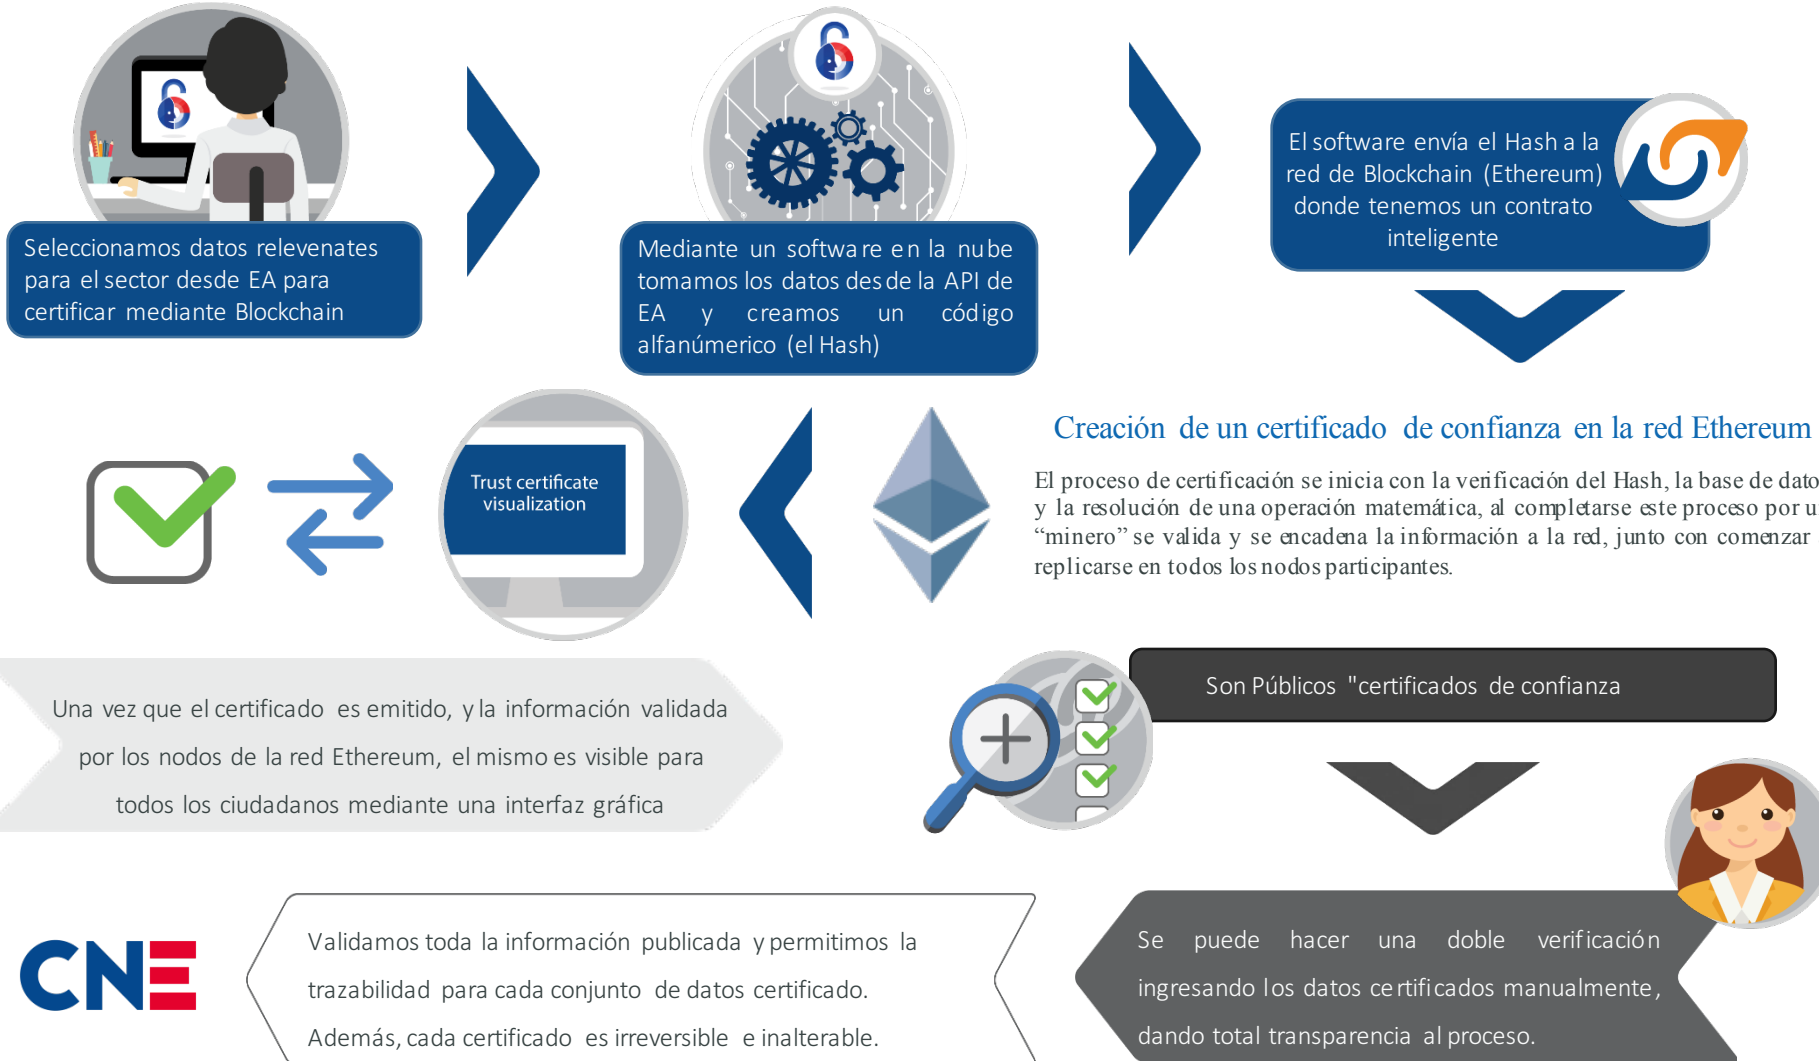 Seleccionamos datos relevenates
para el sector desde EA para
certificar mediante Blockchain
Mediante un software en la nube
tomamos los datos desde la API de
EA y creamos un código
alfanúmerico (el Hash)
El software envía el Hash a la
red de Blockchain (Ethereum)
donde tenemos un contrato
inteligente
Creación de un certificado de confianza en la red Ethereum
El proceso de certificación se inicia con la verificación del Hash, la base de dato
y la resolución de una operación matemática, al completarse este proceso por u
“minero” se valida y se encadena la información a la red, junto con comenzar
replicarse en todos los nodos participantes.
Trust certificate
visualization
Una vez que el certificado es emitido, y la información validada
por los nodos de la red Ethereum, el mismo es visible para
todos los ciudadanos mediante una interfaz gráfica
Son Públicos "certificados de confianza
Se puede hacer una doble verificación
ingresando los datos certificados manualmente,
dando total transparencia al proceso.
Validamos toda la información publicada y permitimos la
trazabilidad para cada conjunto de datos certificado.
Además, cada certificado es irreversible e inalterable.
CNE